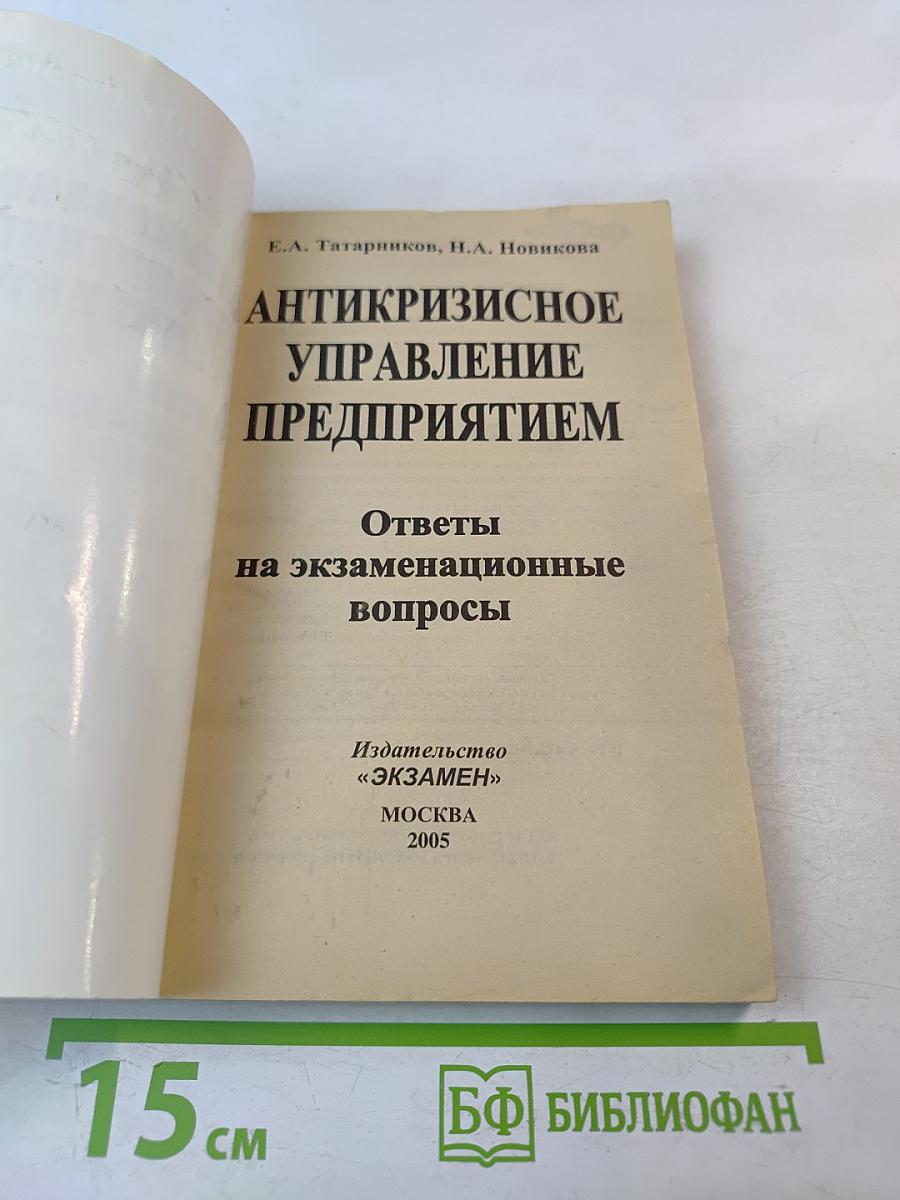 Е.А. Татарников, Н.А. Новикова
АНТИКРИЗИСНОЕ
УПРАВЛЕНИЕ
ПРЕДПРИЯТИЕМ
Ответы
на экзаменационные
вопросы
Издательство
«ЭКЗАМЕН»
МОСКВА
2005
15 см
БФ БИБЛИОФАН